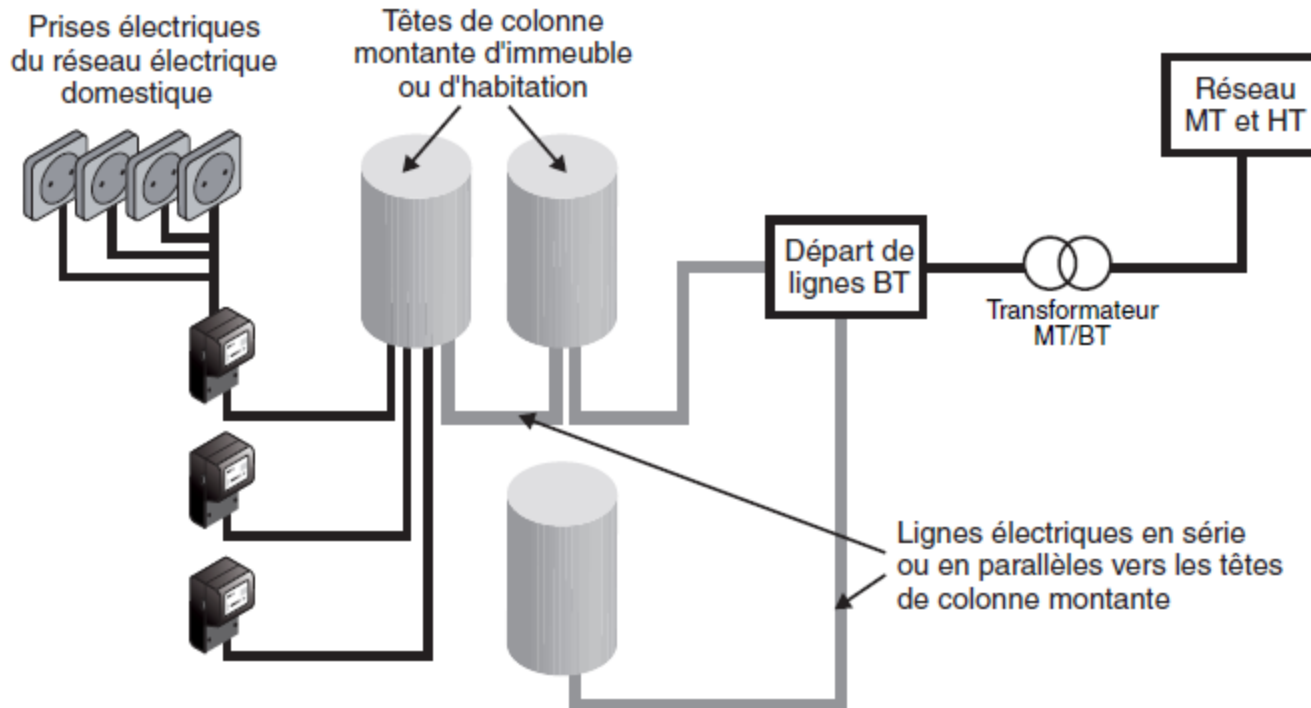 Prises électriques
du réseau électrique
domestique
Têtes de colonne
montante d'immeuble
ou d'habitation
Réseau
MT et HT
Départ de
lignes BT
Transformateur
MT/BT
Lignes électriques en série
ou en parallèles vers les têtes
de colonne montante